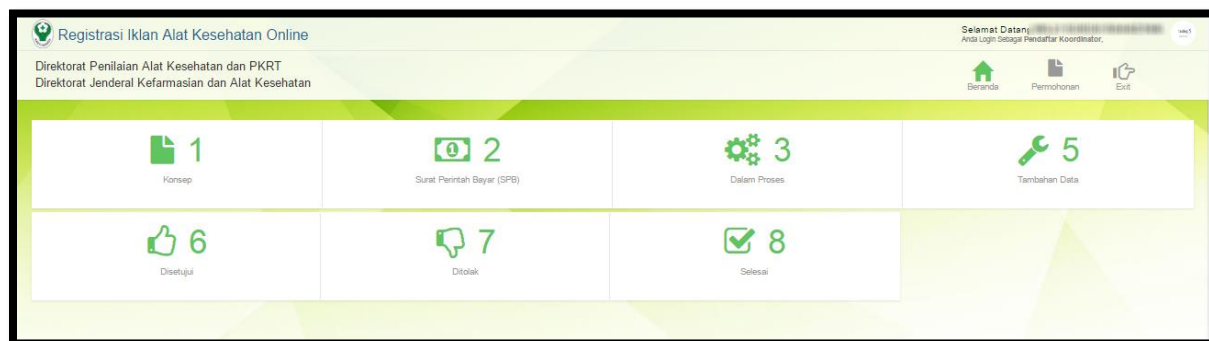 Registrasi Iklan Alat Kesehatan Online
Selamat Datang
Anda Login Sebagai Pendaftar Koordinator,
Direktorat Penilaian Alat Kesehatan dan PKRT
Direktorat Jenderal Kefarmasian dan Alat Kesehatan
Beranda
Permohonan
Exit
1
Konsep
2
Surat Perintah Bayar (SPB)
3
Dalam Proses
5
Tambahan Data
6
Disetujui
7
Ditolak
8
Selesai